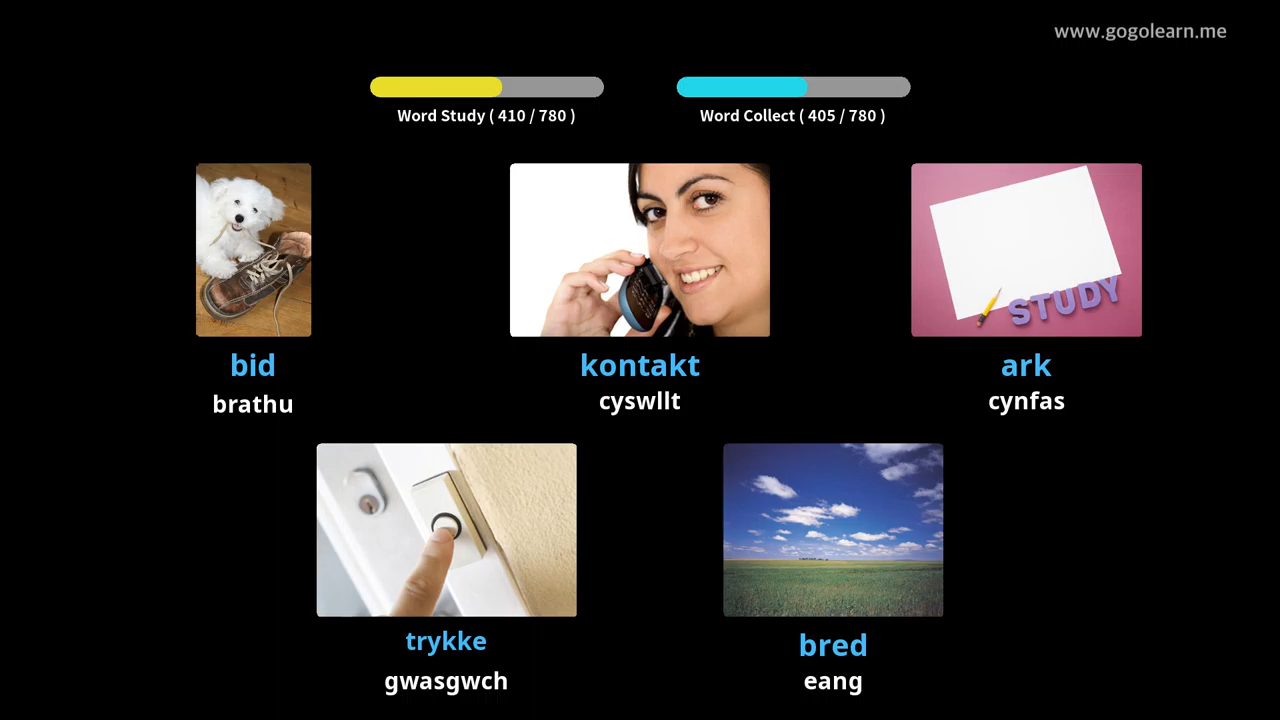 www.gogolearn.me
Word Study ( 410 / 780 )
Word Collect ( 405 / 780 )
bid
brathu
kontakt
cyswllt
STUDY
ark
cynfas
trykke
gwasgwch
bred
eang